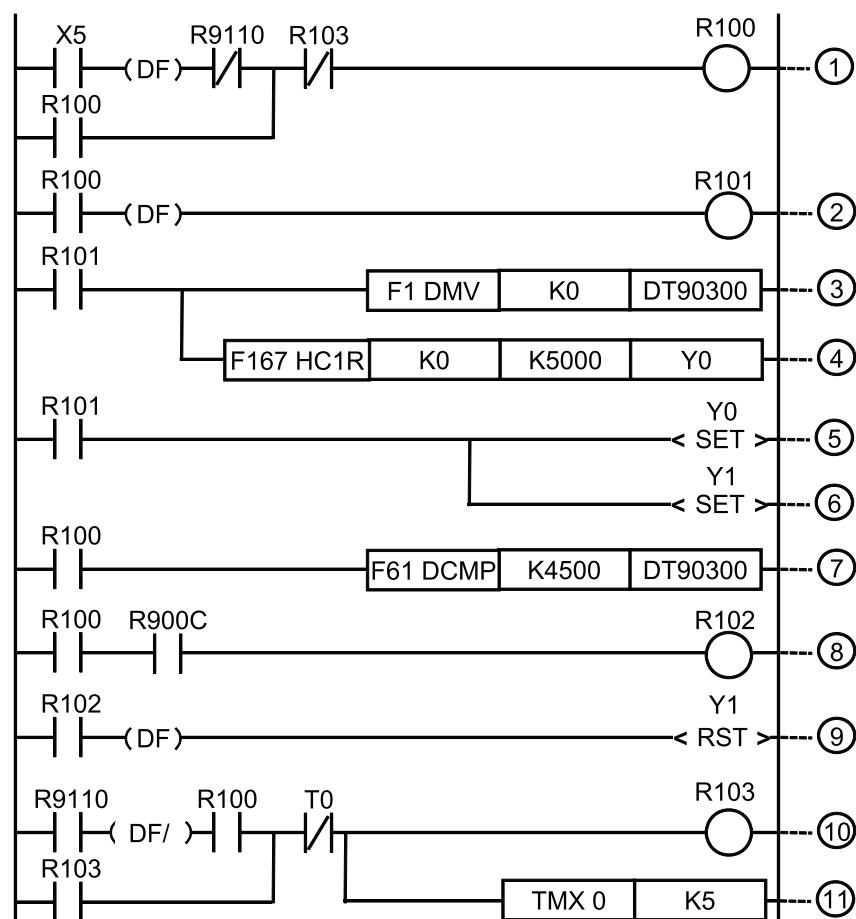 X5 R9110 R103 R100
(DF) 1
R100
R100 R101
(DF) 2
R101
F1 DMV K0 DT90300 3
F167 HC1R K0 K5000 Y0 4
R101 Y0
< SET > 5
Y1
< SET > 6
R100
F61 DCMP K4500 DT90300 7
R100 R900C R102
8
R102 Y1
(DF) < RST > 9
R9110 R100 T0 R103
( DF/ ) 10
R103
TMX 0 K5 11